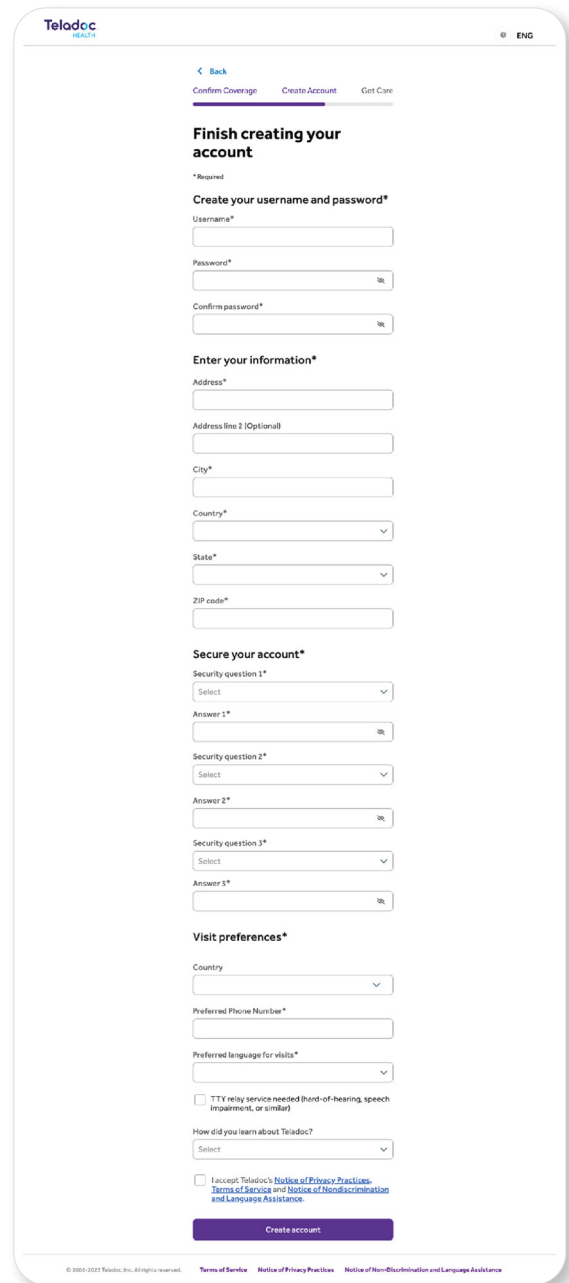 Teladoc
HEALTH
ENG
Back
Confirm Coverage Create Account Get Care
Finish creating your
account
* Required
Create your username and password*
Username*
Password*
Confirm password*
Enter your information*
Address*
Address line 2 (Optional)
City*
Country*
State*
ZIP code*
Secure your account*
Security question 1*
Select
Answer 1*
Security question 2*
Select
Answer 2*
Security question 3*
Select
Answer 3*
Visit preferences*
Country
Preferred Phone Number*
Preferred language for visits*
TTY relay service needed (hard-of-hearing, speech
impairment, or similar)
How did you learn about Teladoc?
Select
I accept Teladoc's Notice of Privacy Practices,
Terms of Service and Notice of Nondiscrimination
and Language Assistance.
Create account
© 2002-2023 Teladoc, Inc. All rights reserved. Terms of Service Notice of Privacy Practices Notice of Non-Discrimination and Language Assistance